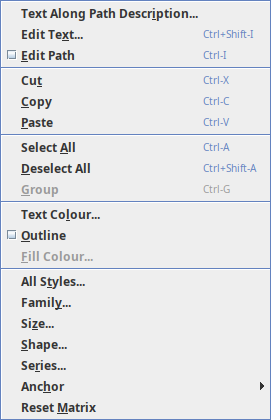 Text Along Path Description...
Edit Text... Ctrl+Shift-I
Edit Path Ctrl-I
Cut Ctrl-X
Copy Ctrl-C
Paste Ctrl-V
Select All Ctrl-A
Deselect All Ctrl+Shift-A
Group Ctrl-G
Text Colour...
Outline
Fill Colour...
All Styles...
Family...
Size...
Shape...
Series...
Anchor
Reset Matrix